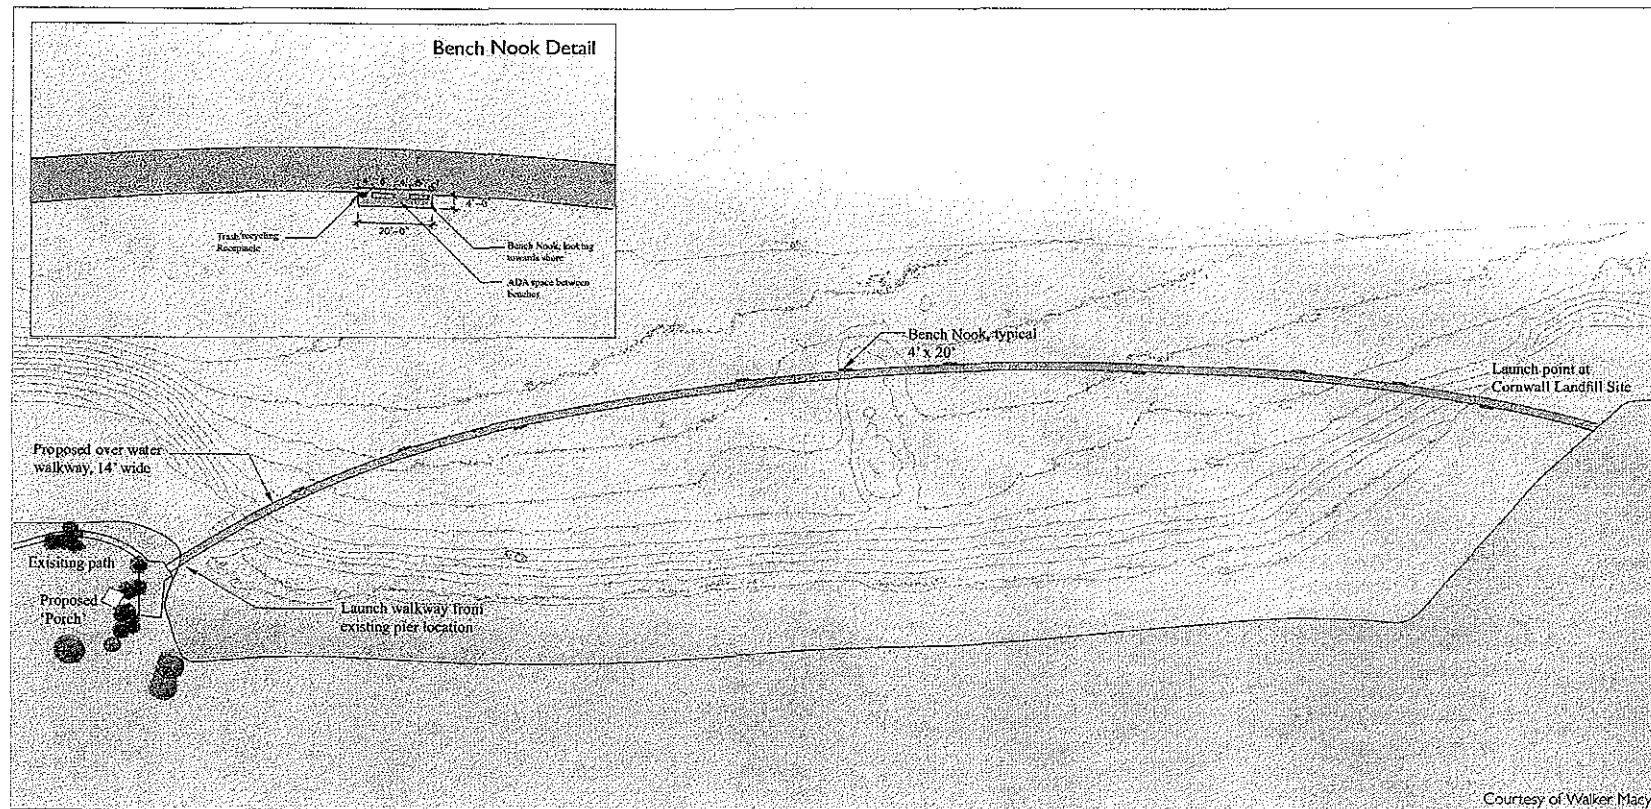 Bench Nook Detail
4'-0"
20'-0"
Trash/recycling
Receptacle
Bench Nook, looking
towards shore
ADA space between
benches
Bench Nook, typical
4' x 20'
Launch point at
Cornwall Landfill Site
Proposed over water
walkway, 14' wide
Exisiting path
Proposed
'Porch'
Launch walkway from
existing pier location
Courtesy of Walker Macy